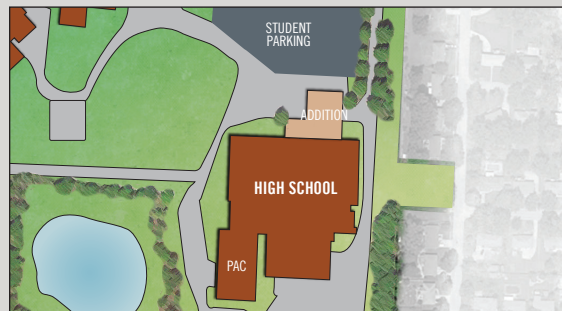 STUDENT
PARKING
ADDITION
HIGH SCHOOL
PAC